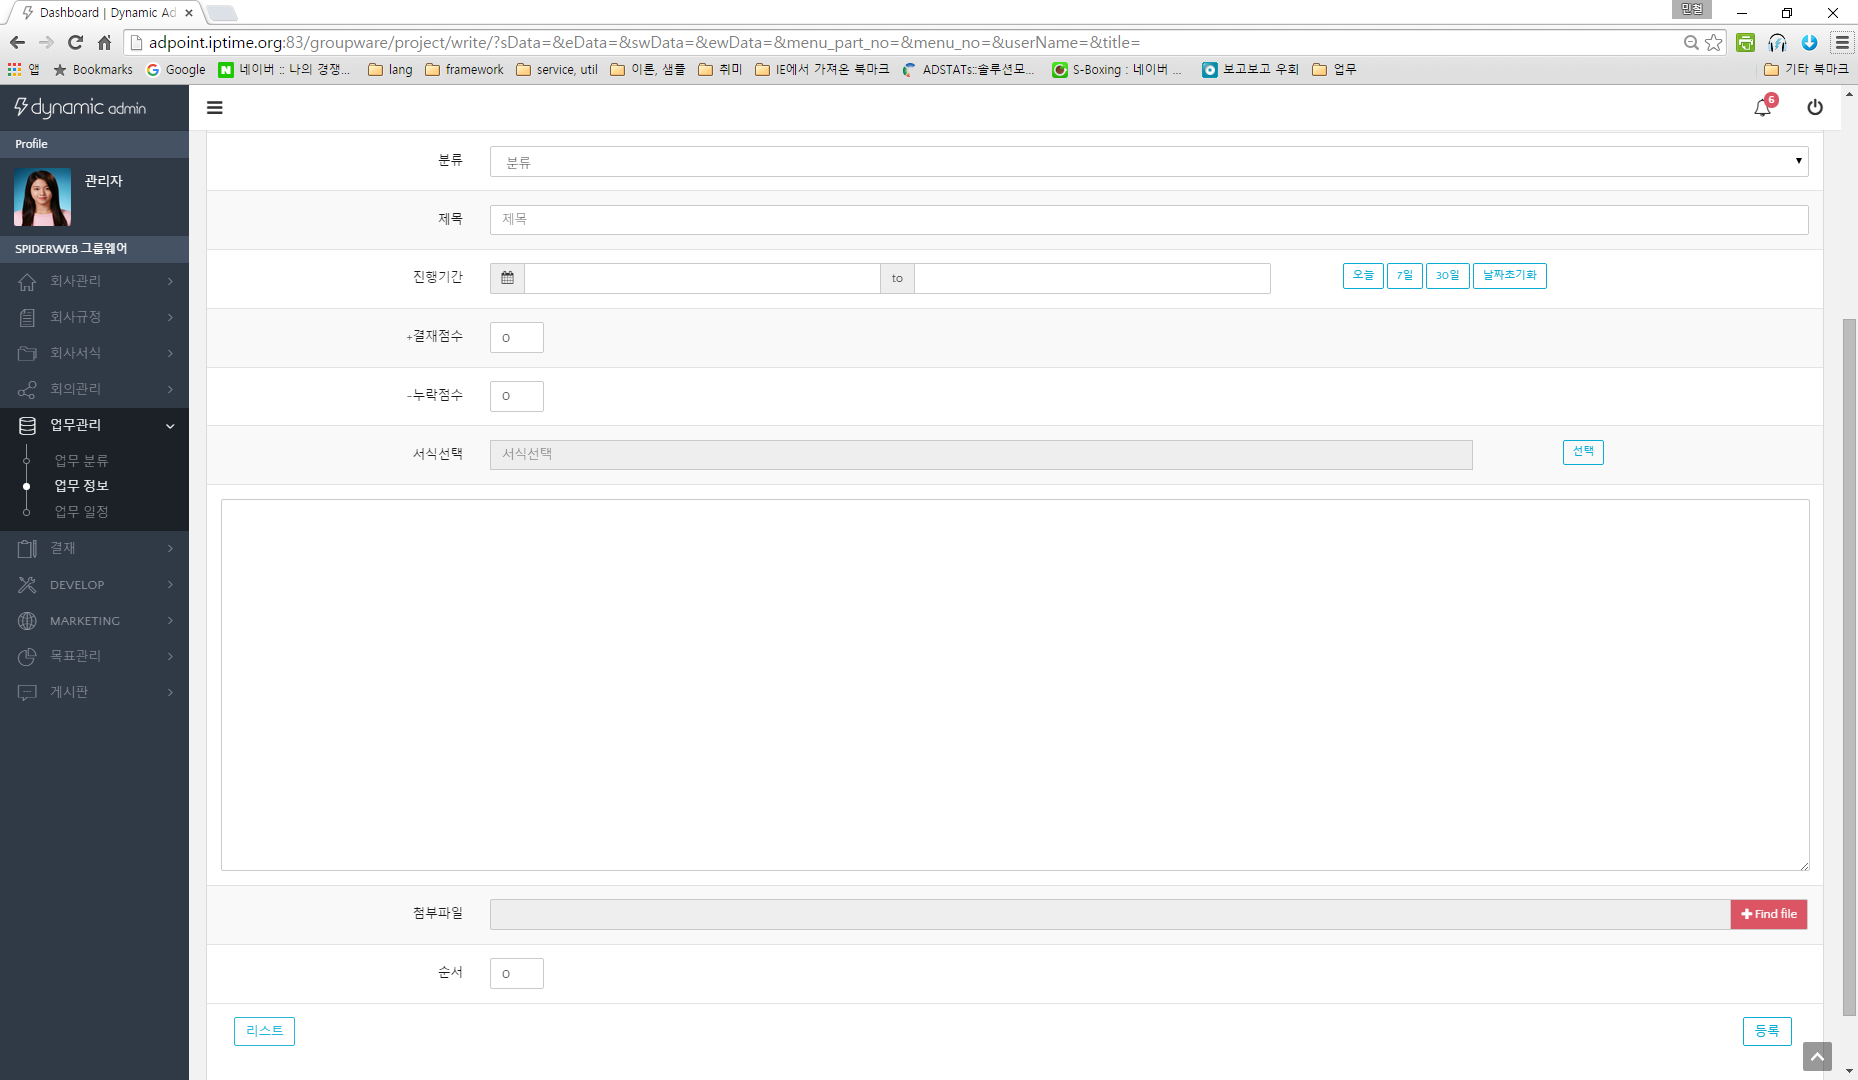 Dashboard | Dynamic Ad
민철
adpoint.iptime.org:83/groupware/project/write/?sData=&eData=&swData=&ewData=&menu_part_no=&menu_no=&userName=&title=
앱 Bookmarks Google 네이버 :: 나의 경쟁... lang framework service, util 이론, 샘플 취미 IE에서 가져온 북마크 ADSTATs::솔루션모... S-Boxing : 네이버 ... 보고보고 우회 업무 기타 북마크
dynamic admin
6
Profile
관리자
SPIDERWEB 그룹웨어
회사관리
회사규정
회사서식
회의관리
업무관리
업무 분류
업무 정보
업무 일정
결재
DEVELOP
MARKETING
목표관리
게시판
분류 분류
제목 제목
진행기간 to 오늘 7일 30일 날짜초기화
+결재점수 0
-누락점수 0
서식선택 서식선택 선택
첨부파일 Find file
순서 0
리스트 등록